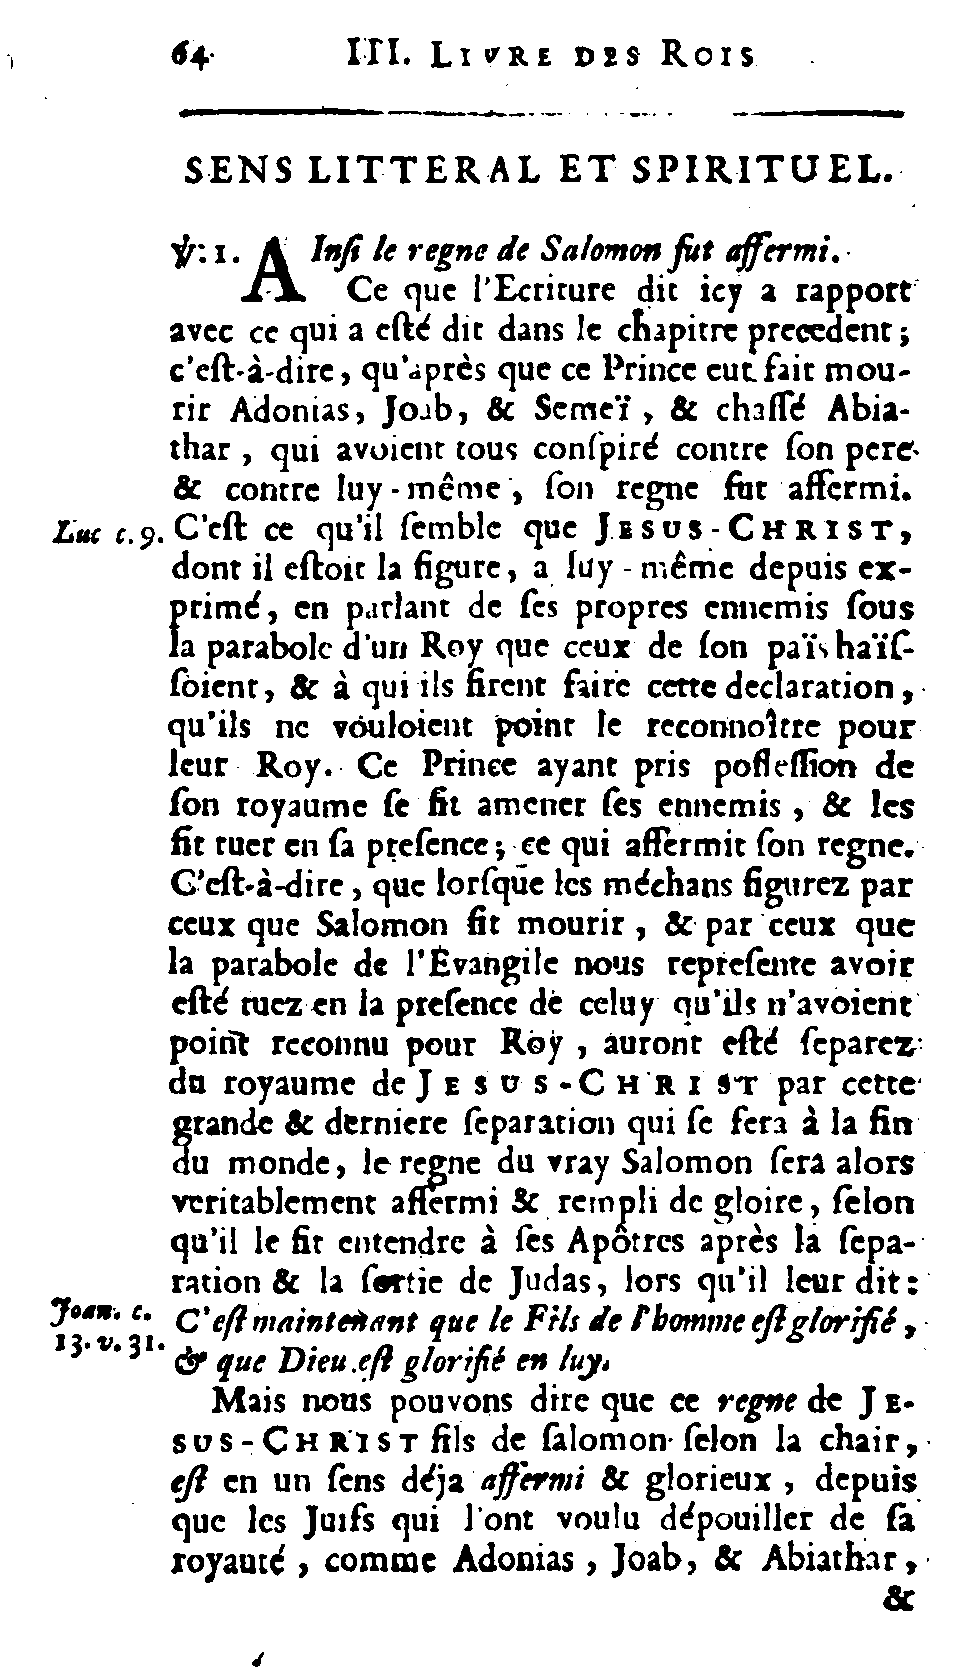 64 III. LIVRE DES ROIS
SENS LITTERAL ET SPIRITUEL.
℣. 1. AInſi le regne de Salomon fut affermi.
Ce que l'Ecriture dit icy a rapport
avec ce qui a eſté dit dans le chapitre precedent;
c'eſt-à-dire, qu'après que ce Prince eut fait mou-
rir Adonias, Joab, & Semeï, & chaſſé Abia-
thar, qui avoient tous conſpiré contre ſon pere
& contre luy-même, ſon regne fut affermi.
Luc c. 9. C'eſt ce qu'il ſemble que JESUS-CHRIST,
dont il eſtoit la figure, a luy-même depuis ex-
primé, en parlant de ſes propres ennemis ſous
la parabole d'un Roy que ceux de ſon païs haïſ-
ſoient, & à qui ils firent faire cette declaration,
qu'ils ne vouloient point le reconnoître pour
leur Roy. Ce Prince ayant pris poſſeſſion de
ſon royaume ſe fit amener ſes ennemis, & les
fit tuer en ſa preſence; ce qui affermit ſon regne.
C'eſt-à-dire, que lorſque les méchans figurez par
ceux que Salomon fit mourir, & par ceux que
la parabole de l'Évangile nous repreſente avoir
eſté tuez en la preſence de celuy qu'ils n'avoient
point reconnu pour Roy, auront eſté ſeparez
du royaume de JESUS-CHRIST par cette
grande & derniere ſeparation qui ſe fera à la fin
du monde, le regne du vray Salomon ſera alors
veritablement affermi & rempli de gloire, ſelon
qu'il le fit entendre à ſes Apôtres après la ſepa-
ration & la ſortie de Judas, lors qu'il leur dit:
Joan. c. C'eſt maintenant que le Fils de l'homme eſt glorifié,
13. v. 31. & que Dieu eſt glorifié en luy.
Mais nous pouvons dire que ce regne de JE-
SUS-CHRIST fils de ſalomon ſelon la chair,
eſt en un ſens déja affermi & glorieux, depuis
que les Juifs qui l'ont voulu dépouiller de ſa
royauté, comme Adonias, Joab, & Abiathar,
&